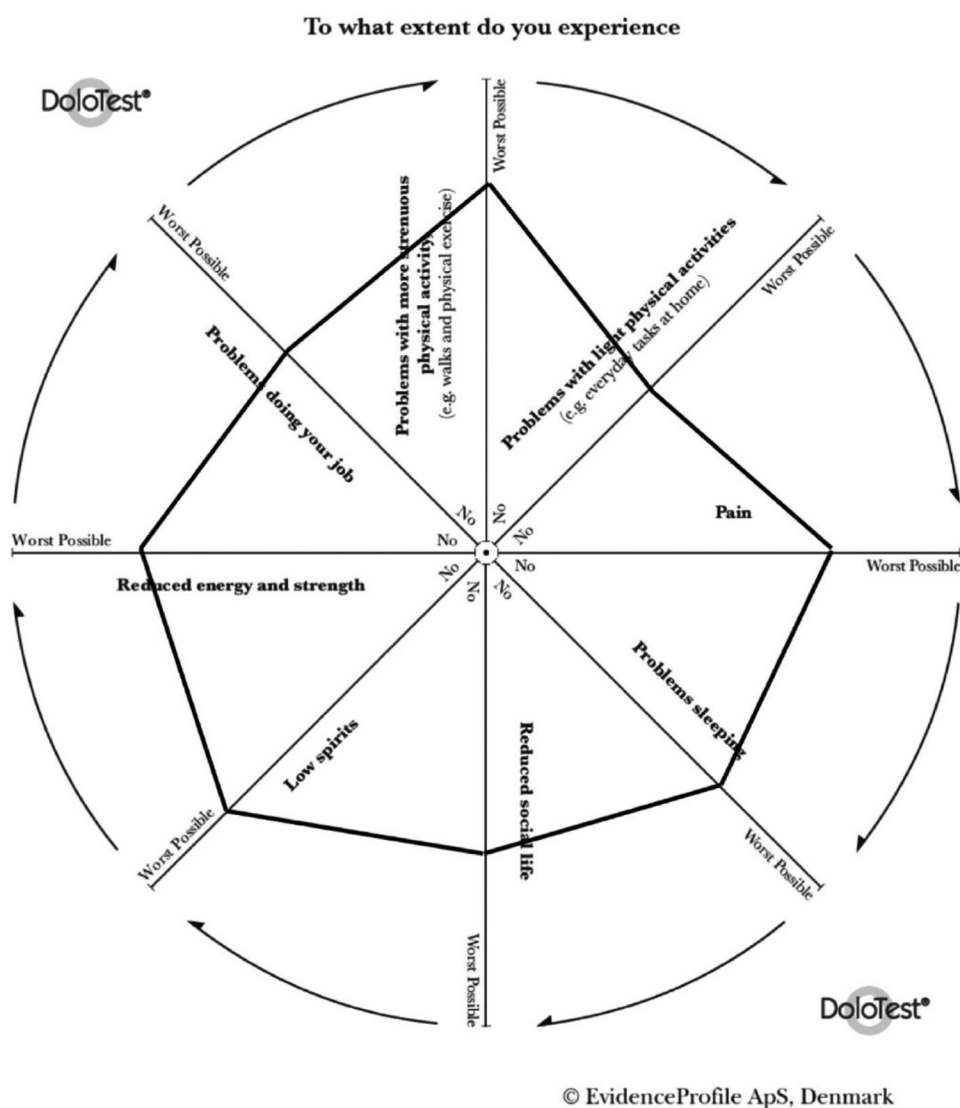 To what extent do you experience
DoloTest®
Worst Possible
Problems with more strenuous
physical activity,
(e.g. walks and physical exercise)
No
Worst Possible
Problems with light physical activities
(e.g. everyday tasks at home)
No
Pain
No
Worst Possible
Problems sleeping
No
Worst Possible
Reduced social life
No
Worst Possible
Low spirits
No
Worst Possible
Reduced energy and strength
No
Worst Possible
Problems doing your job
No
Worst Possible
DoloTest®
© EvidenceProfile ApS, Denmark